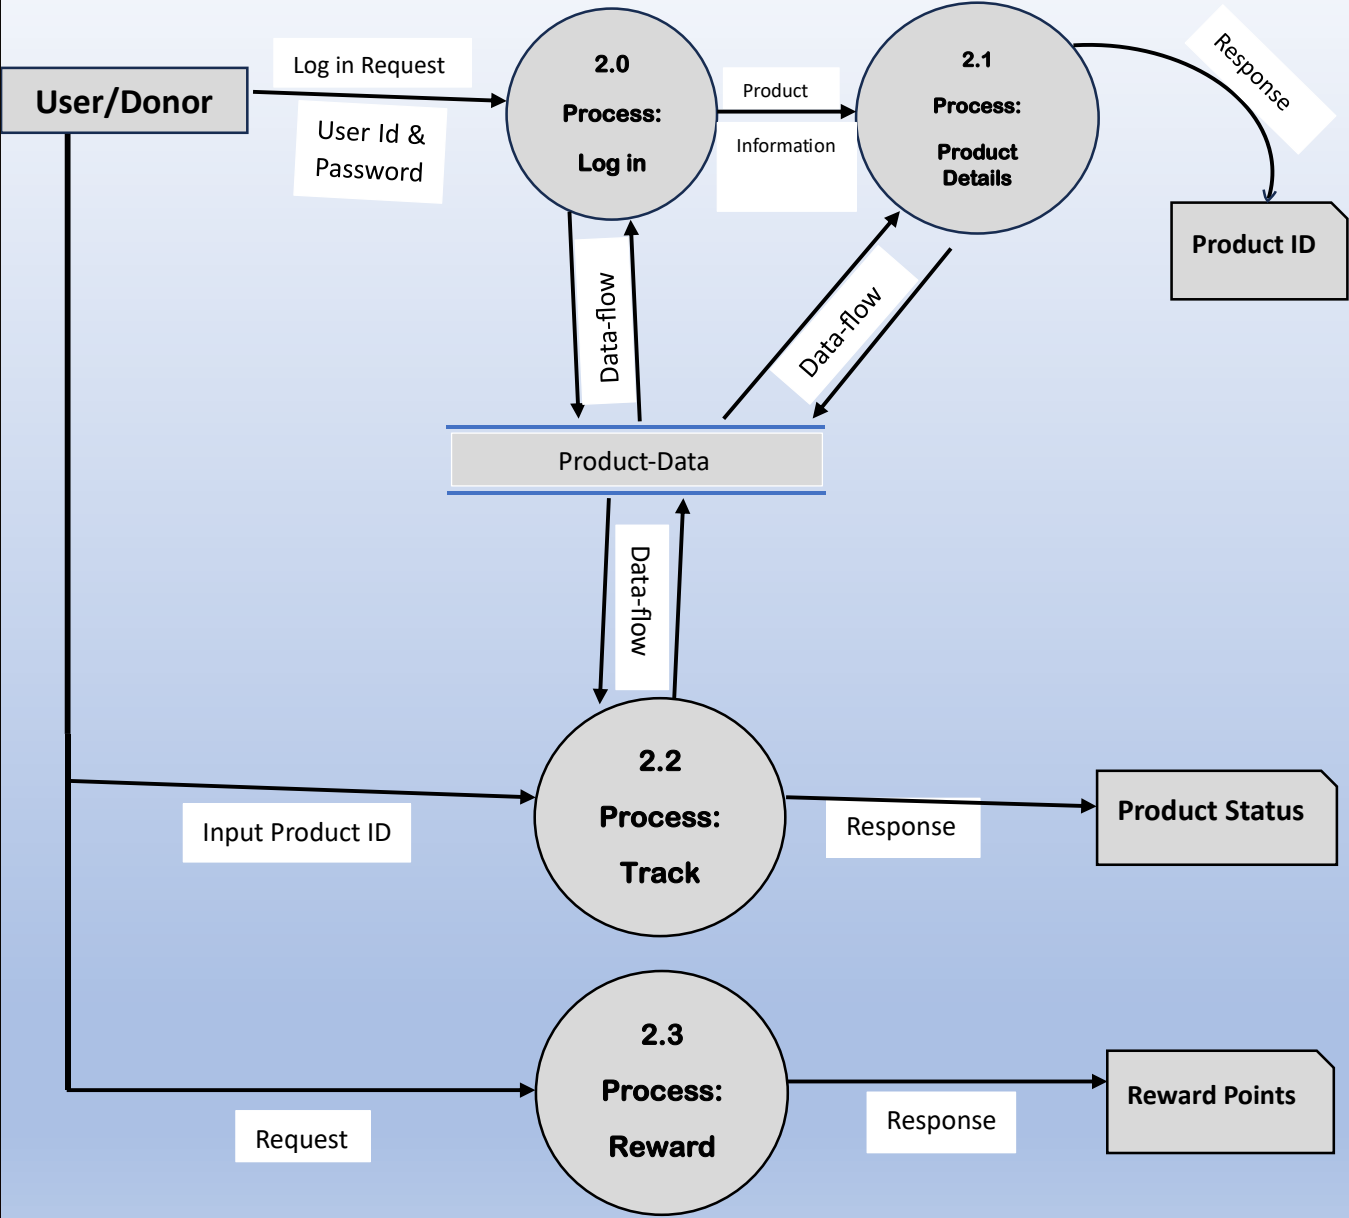 User/Donor
Log in Request
User Id &
Password
2.0
Process:
Log in
Product
Information
2.1
Process:
Product
Details
Response
Product ID
Data-flow
Data-flow
Product-Data
Data-flow
2.2
Process:
Track
Input Product ID
Response
Product Status
2.3
Process:
Reward
Request
Response
Reward Points